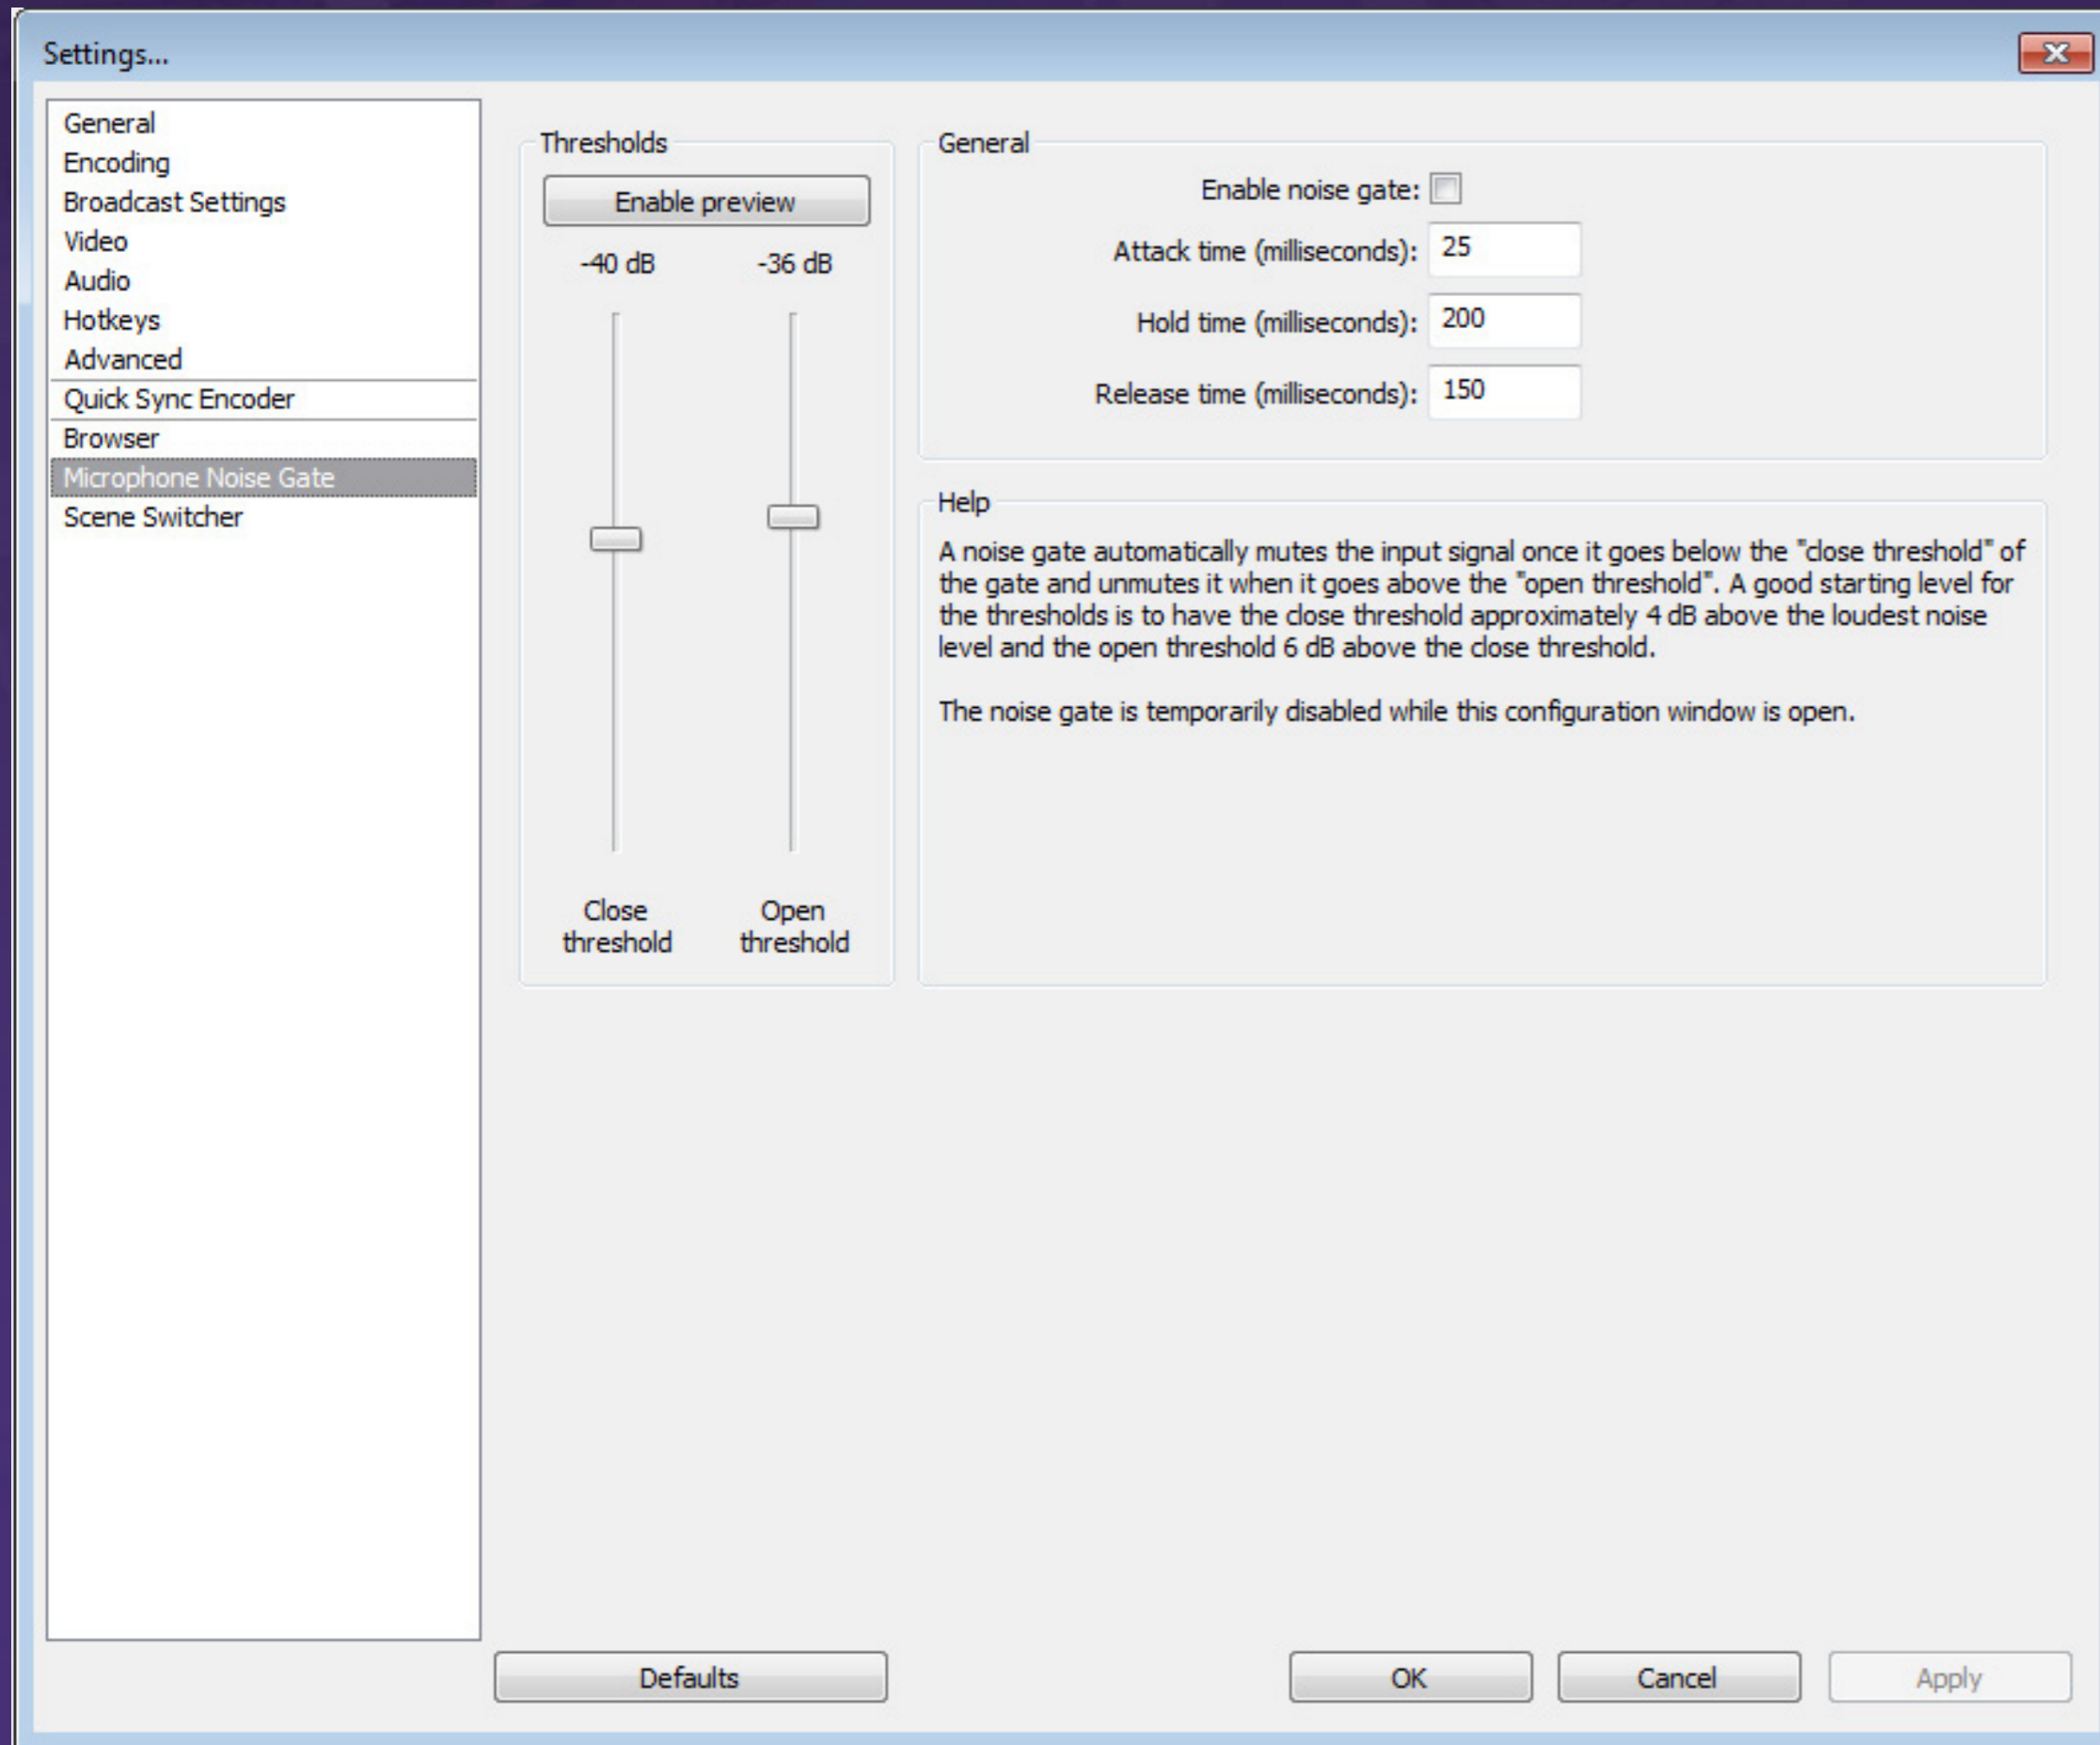 Settings...
General
Encoding
Broadcast Settings
Video
Audio
Hotkeys
Advanced
Quick Sync Encoder
Browser
Microphone Noise Gate
Scene Switcher
Thresholds
Enable preview
-40 dB -36 dB
Close threshold
Open threshold
General
Enable noise gate:
Attack time (milliseconds): 25
Hold time (milliseconds): 200
Release time (milliseconds): 150
Help
A noise gate automatically mutes the input signal once it goes below the "close threshold" of
the gate and unmutes it when it goes above the "open threshold". A good starting level for
the thresholds is to have the close threshold approximately 4 dB above the loudest noise
level and the open threshold 6 dB above the close threshold.
The noise gate is temporarily disabled while this configuration window is open.
Defaults
OK
Cancel
Apply